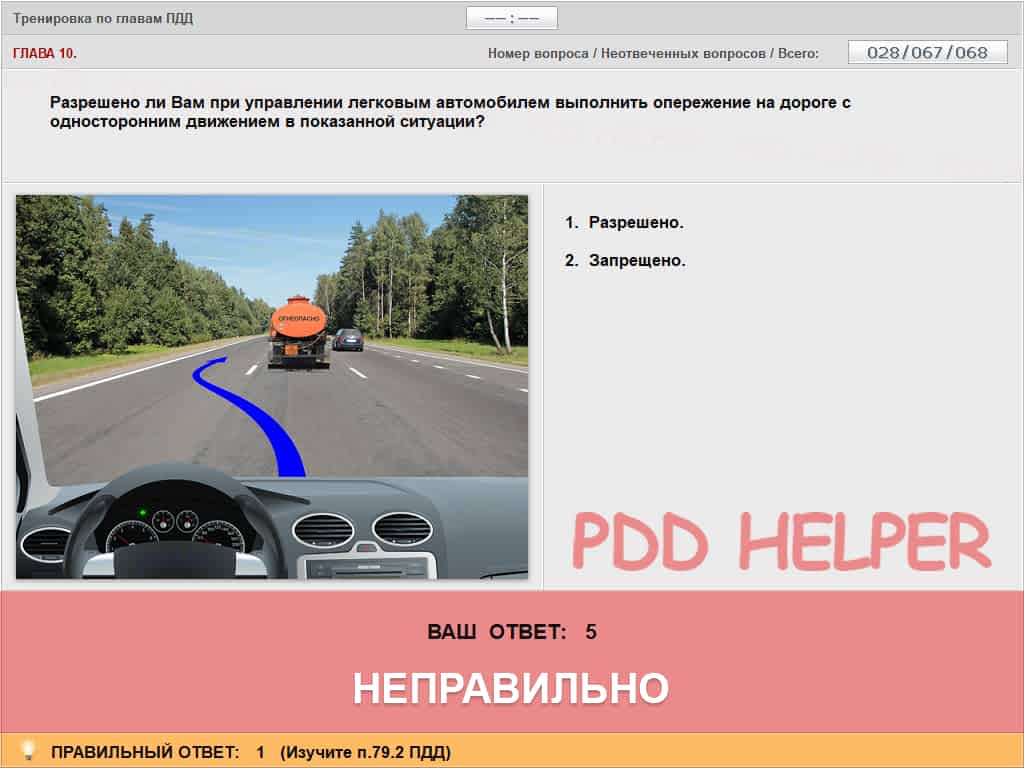 Тренировка по главам ПДД
—— : ——
ГЛАВА 10.
Номер вопроса / Неотвеченных вопросов / Всего:
028/067/068
Разрешено ли Вам при управлении легковым автомобилем выполнить опережение на дороге с
односторонним движением в показанной ситуации?
ОГНЕОПАСНО
1. Разрешено.
2. Запрещено.
PDD HELPER
ВАШ ОТВЕТ: 5
НЕПРАВИЛЬНО
ПРАВИЛЬНЫЙ ОТВЕТ: 1 (Изучите п.79.2 ПДД)